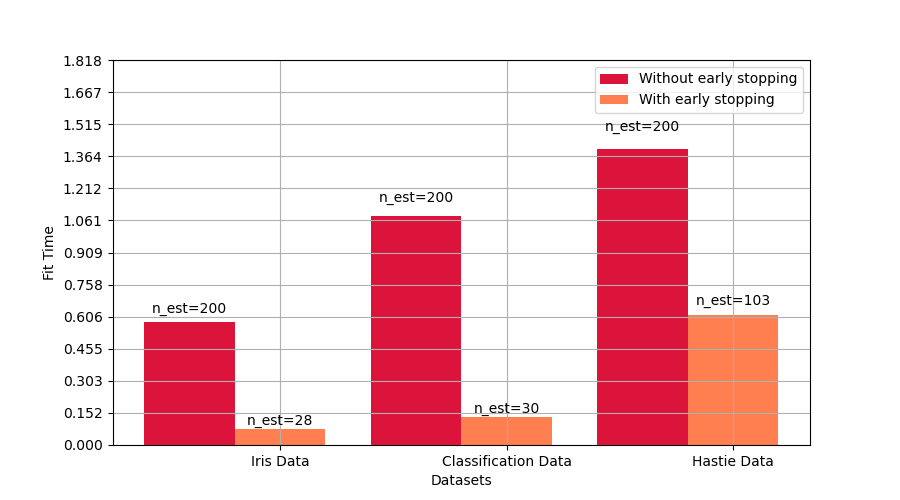 1.818
1.667
1.515
1.364
1.212
1.061
0.909
0.758
0.606
0.455
0.303
0.152
0.000
Fit Time
Without early stopping
With early stopping
n_est=200
n_est=200
n_est=200
n_est=28
n_est=30
n_est=103
Iris Data
Classification Data
Hastie Data
Datasets